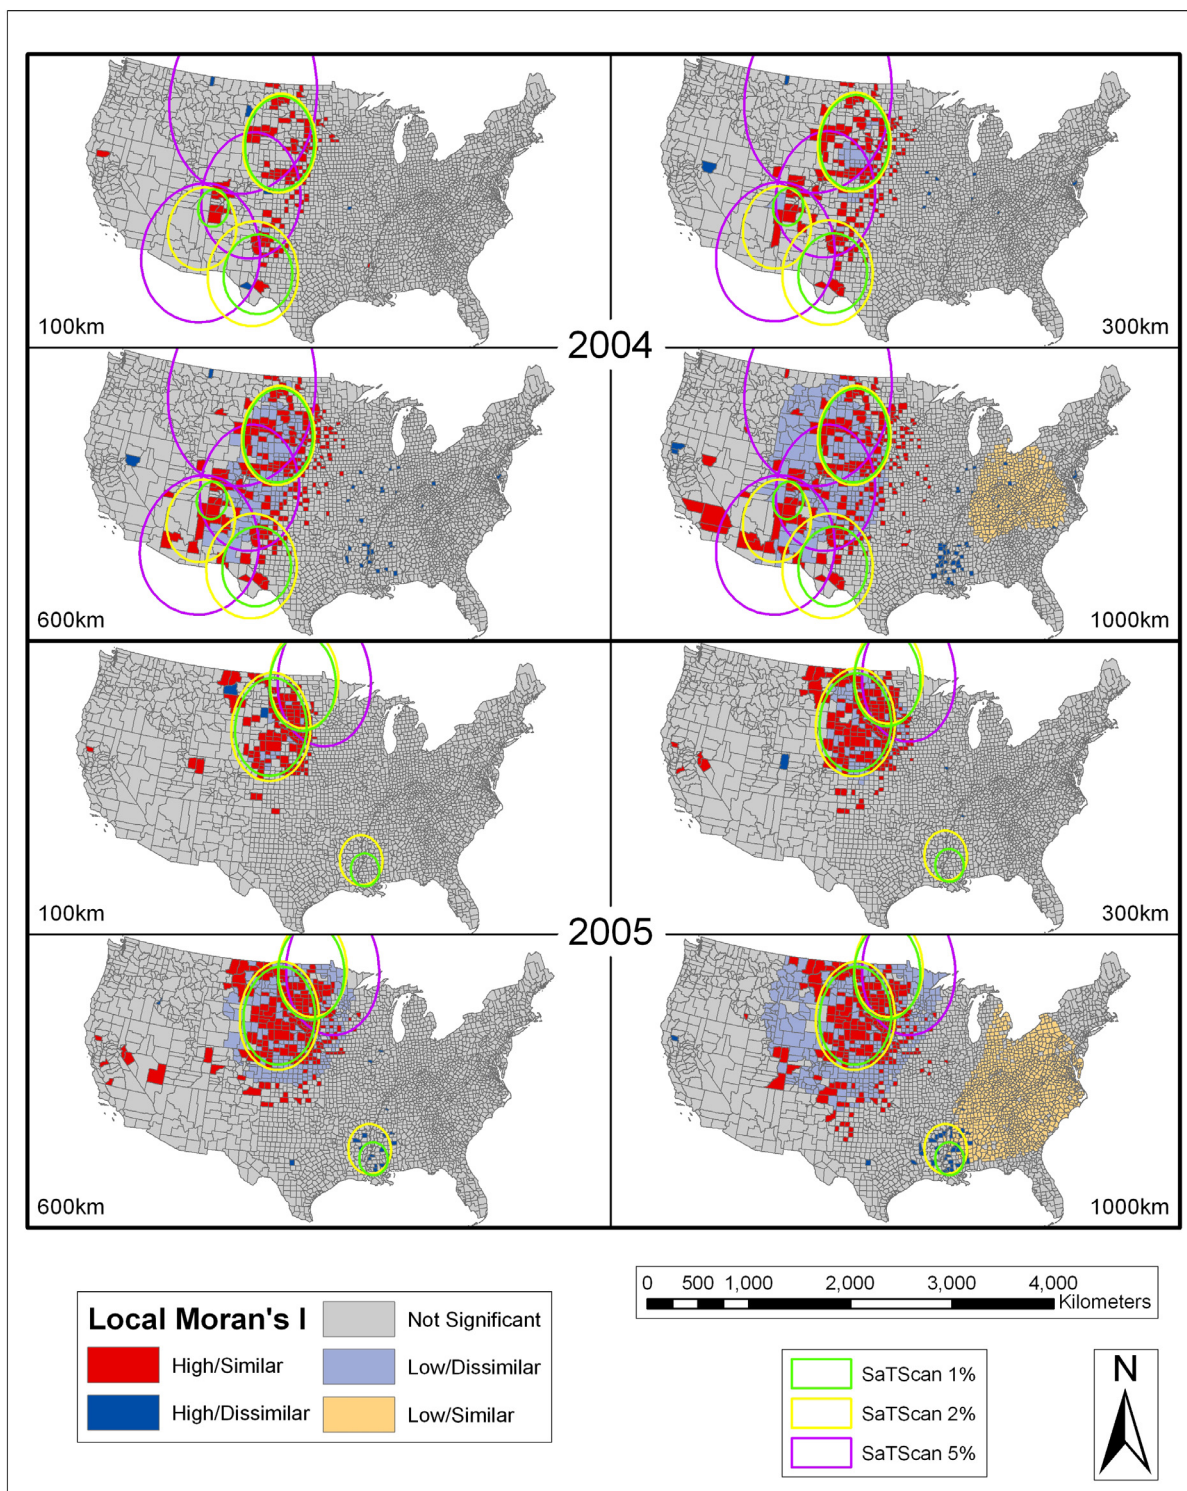 100km
300km
2004
600km
1000km
100km
300km
2005
600km
1000km
0 500 1,000 2,000 3,000 4,000
Kilometers
Local Moran's I
Not Significant
High/Similar
Low/Dissimilar
High/Dissimilar
Low/Similar
SaTScan 1%
SaTScan 2%
SaTScan 5%
N